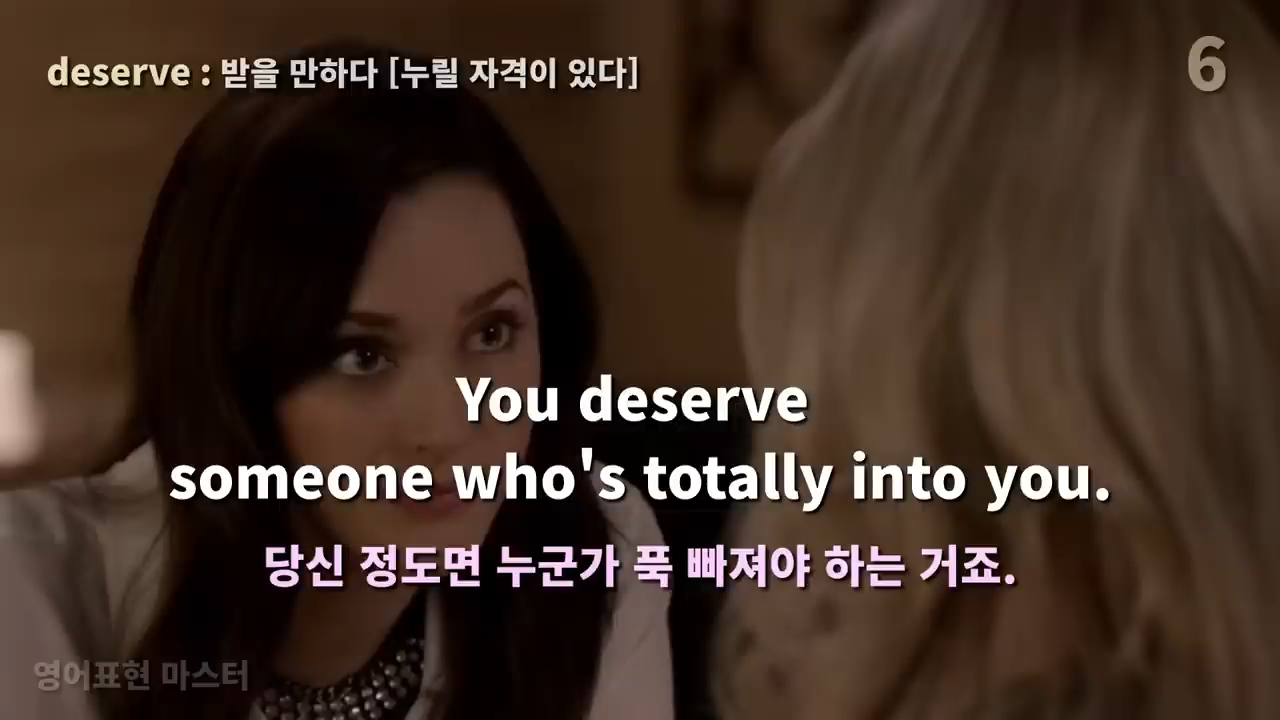 deserve : 받을 만하다 [누릴 자격이 있다]
6
You deserve
someone who's totally into you.
당신 정도면 누군가 푹 빠져야 하는 거죠.
영어표현 마스터